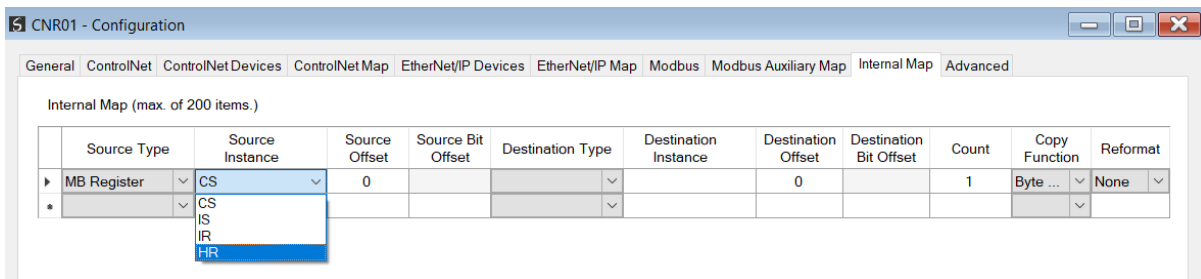 CNR01 - Configuration
General ControlNet ControlNet Devices ControlNet Map EtherNet/IP Devices EtherNet/IP Map Modbus Modbus Auxiliary Map Internal Map Advanced
Internal Map (max. of 200 items.)
Source Type Source Instance Source Offset Source Bit Offset Destination Type Destination Instance Destination Offset Destination Bit Offset Count Copy Function Reformat
MB Register CS 0 0 1 Byte ... None
CS
IS
IR
HR